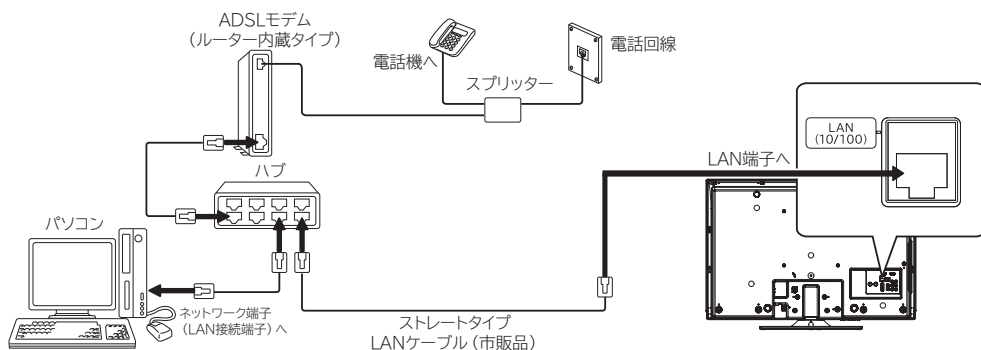 ADSLモデム
（ルーター内蔵タイプ）
電話機へ
電話回線
スプリッター
LAN
(10/100)
LAN端子へ
ハブ
パソコン
ネットワーク端子
（LAN接続端子）へ
ストレートタイプ
LANケーブル（市販品）